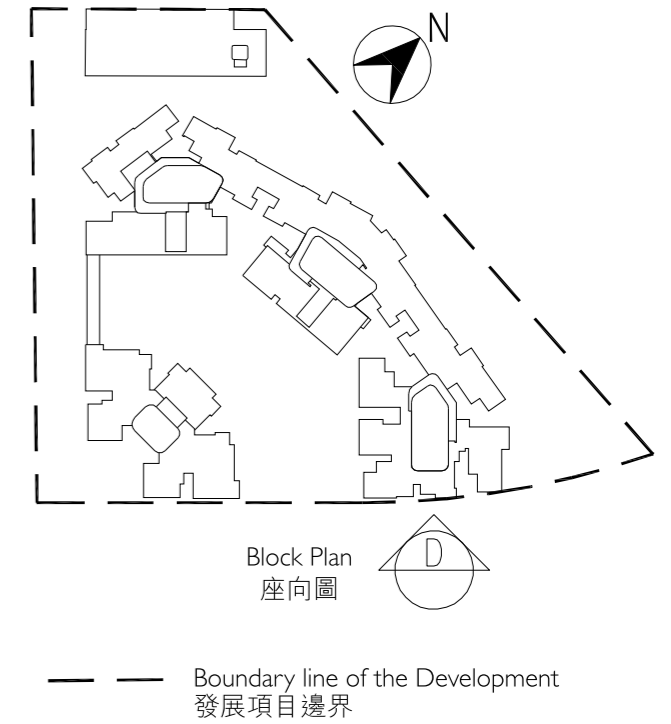 N
D
Block Plan
座向圖
Boundary line of the Development
發展項目邊界